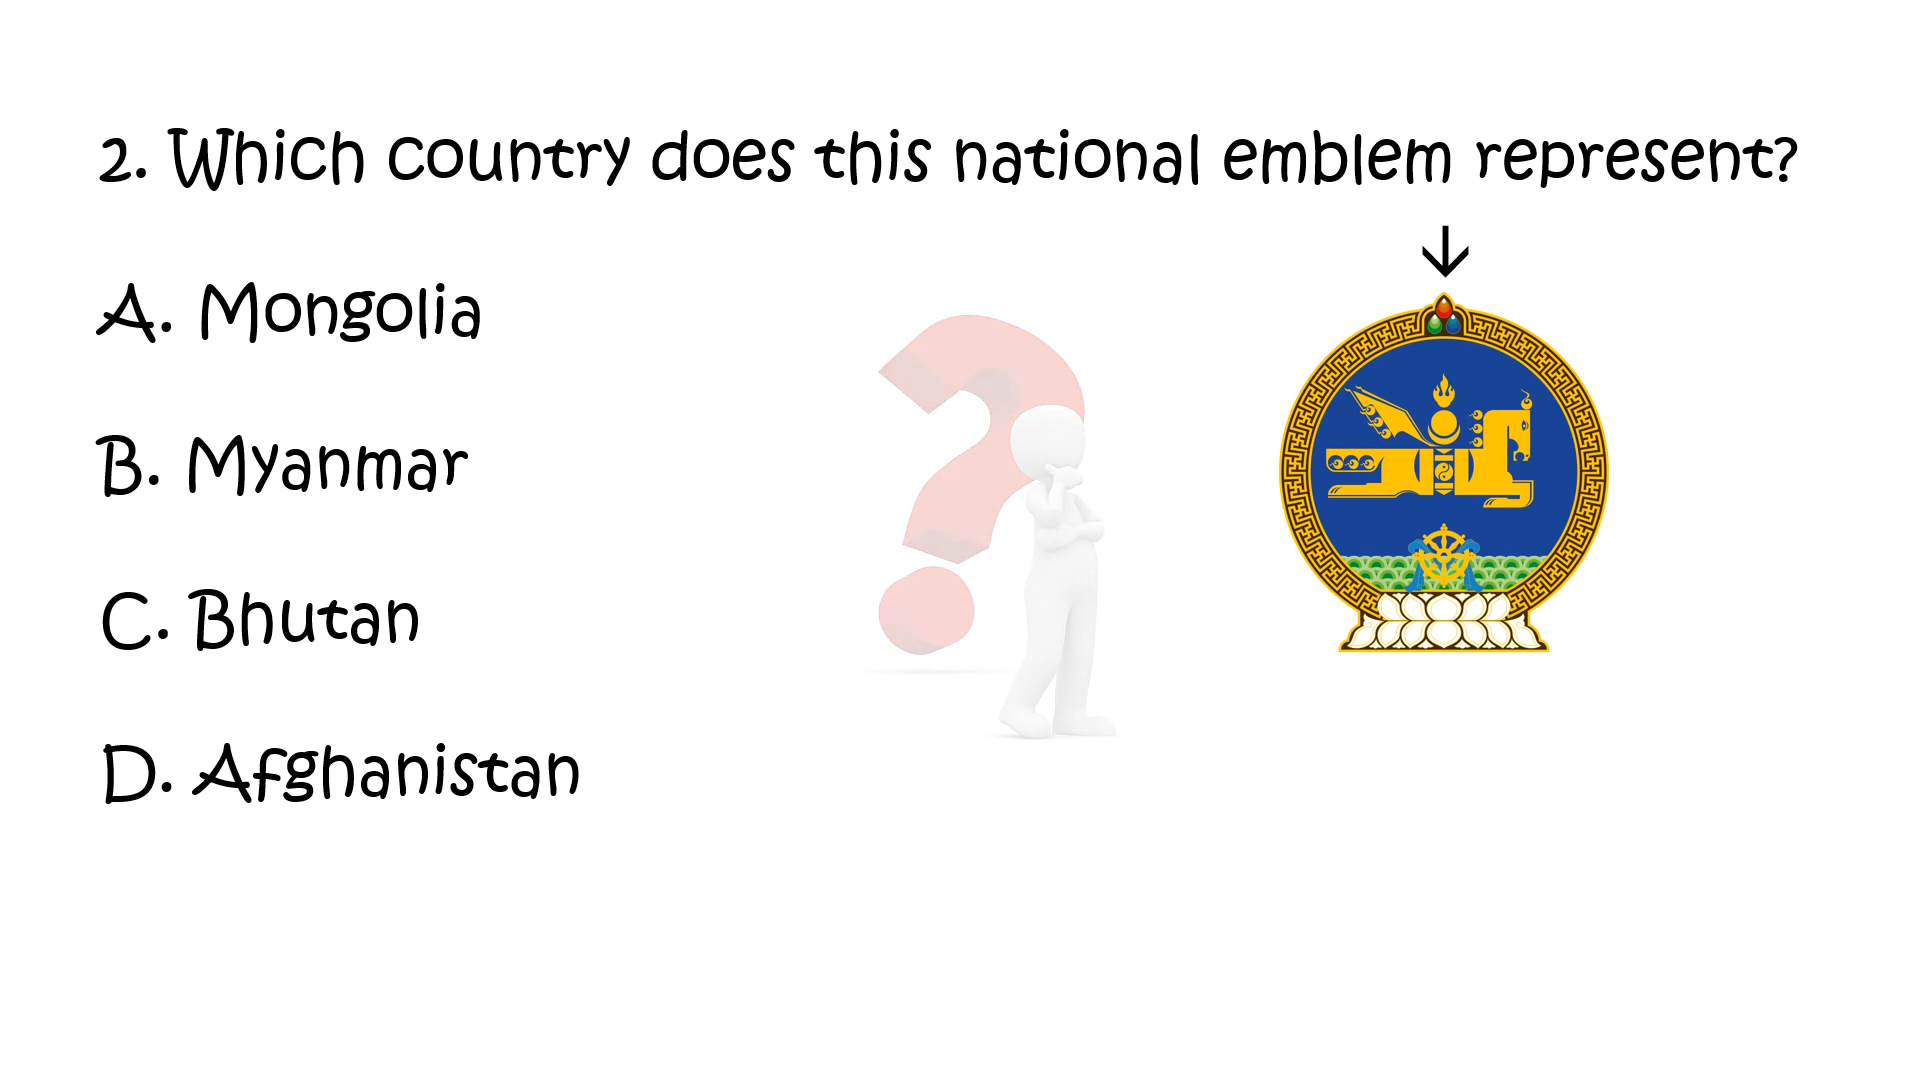 2. Which country does this national emblem represent?
A. Mongolia
B. Myanmar
C. Bhutan
D. Afghanistan